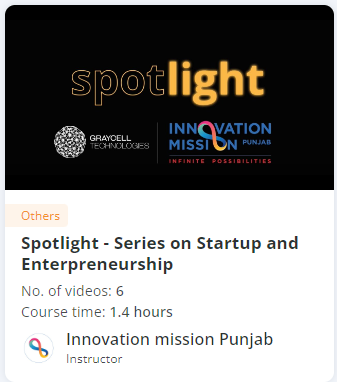 spotlight
GRAYCELL
TECHNOLOGIES
INNOVATION
MISSION PUNJAB
INFINITE POSSIBILITIES
Others
Spotlight - Series on Startup and
Enterpreneurship
No. of videos: 6
Course time: 1.4 hours
Innovation mission Punjab
Instructor